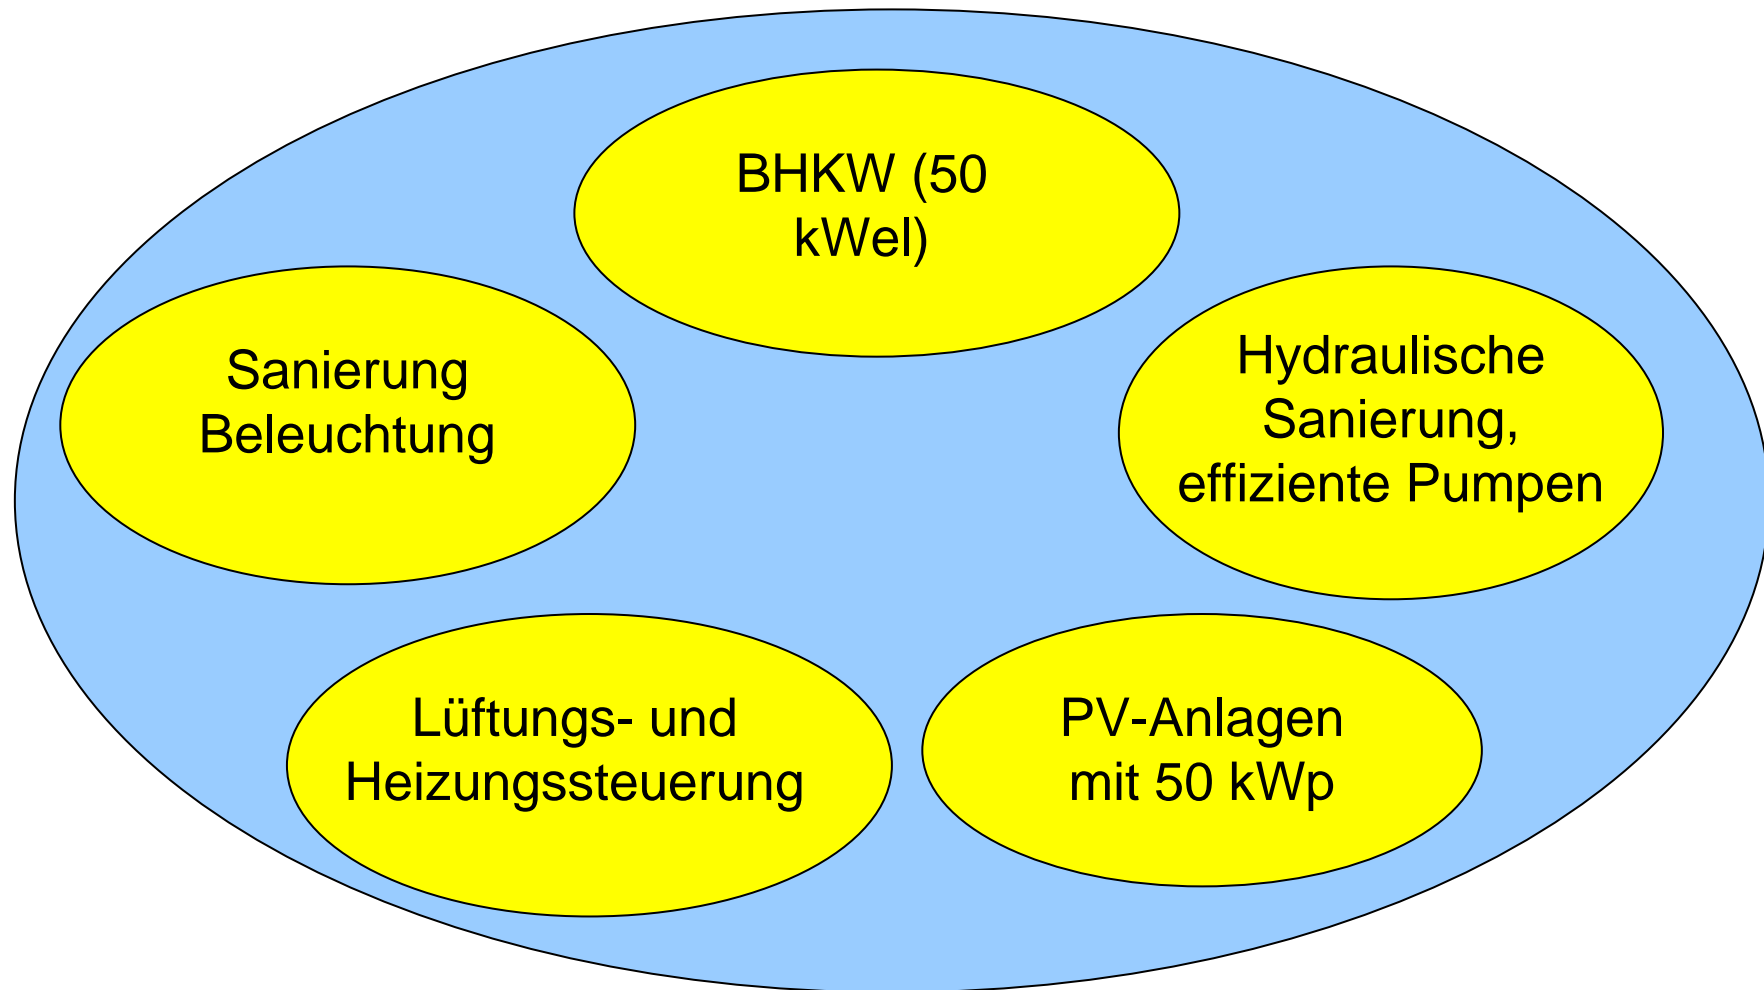 BHKW (50
kWel)
Sanierung
Beleuchtung
Hydraulische
Sanierung,
effiziente Pumpen
Lüftungs- und
Heizungssteuerung
PV-Anlagen
mit 50 kWp